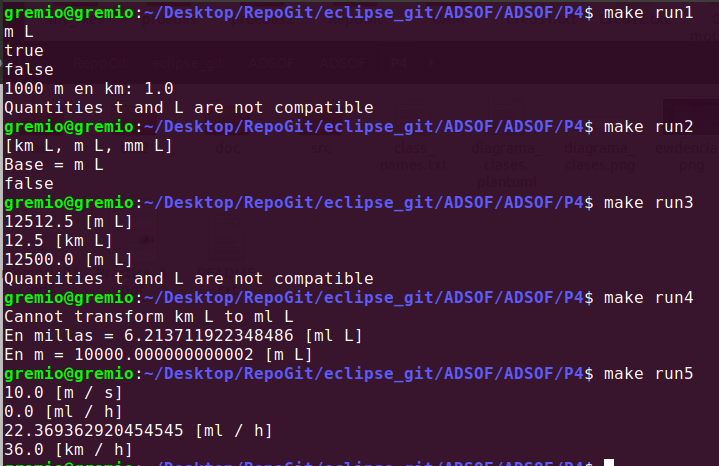 gremio@gremio:~/Desktop/RepoGit/eclipse_git/ADSOF/ADSOF/P4$ make run1
m L
true
false
1000 m en km: 1.0
Quantities t and L are not compatible
gremio@gremio:~/Desktop/RepoGit/eclipse_git/ADSOF/ADSOF/P4$ make run2
[km L, m L, mm L]
Base = m L
false
gremio@gremio:~/Desktop/RepoGit/eclipse_git/ADSOF/ADSOF/P4$ make run3
12512.5 [m L]
12.5 [km L]
12500.0 [m L]
Quantities t and L are not compatible
gremio@gremio:~/Desktop/RepoGit/eclipse_git/ADSOF/ADSOF/P4$ make run4
Cannot transform km L to ml L
En millas = 6.213711922348486 [ml L]
En m = 10000.000000000002 [m L]
gremio@gremio:~/Desktop/RepoGit/eclipse_git/ADSOF/ADSOF/P4$ make run5
10.0 [m / s]
0.0 [ml / h]
22.369362920454545 [ml / h]
36.0 [km / h]
gremio@gremio:~/Desktop/RepoGit/eclipse_git/ADSOF/ADSOF/P4$